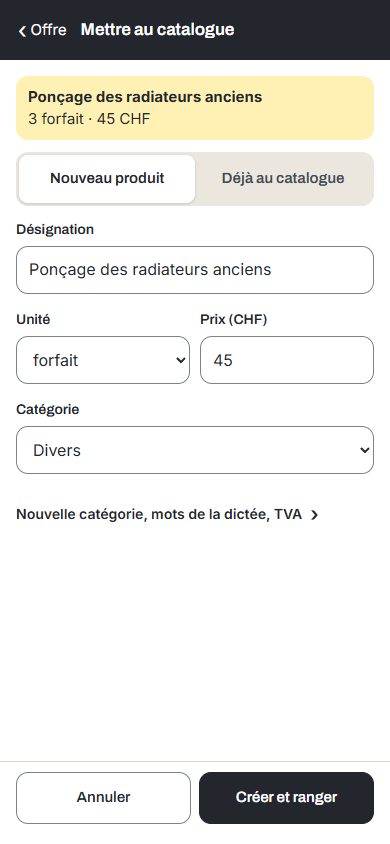 ‹ Offre Mettre au catalogue
Ponçage des radiateurs anciens
3 forfait · 45 CHF
Nouveau produit Déjà au catalogue
Désignation
Ponçage des radiateurs anciens
Unité Prix (CHF)
forfait 45
Catégorie
Divers
Nouvelle catégorie, mots de la dictée, TVA ›
Annuler Créer et ranger